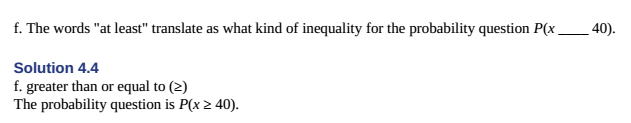 f. The words "at least" translate as what kind of inequality for the probability question P(x ____ 40).
Solution 4.4
f. greater than or equal to (≥)
The probability question is P(x ≥ 40).